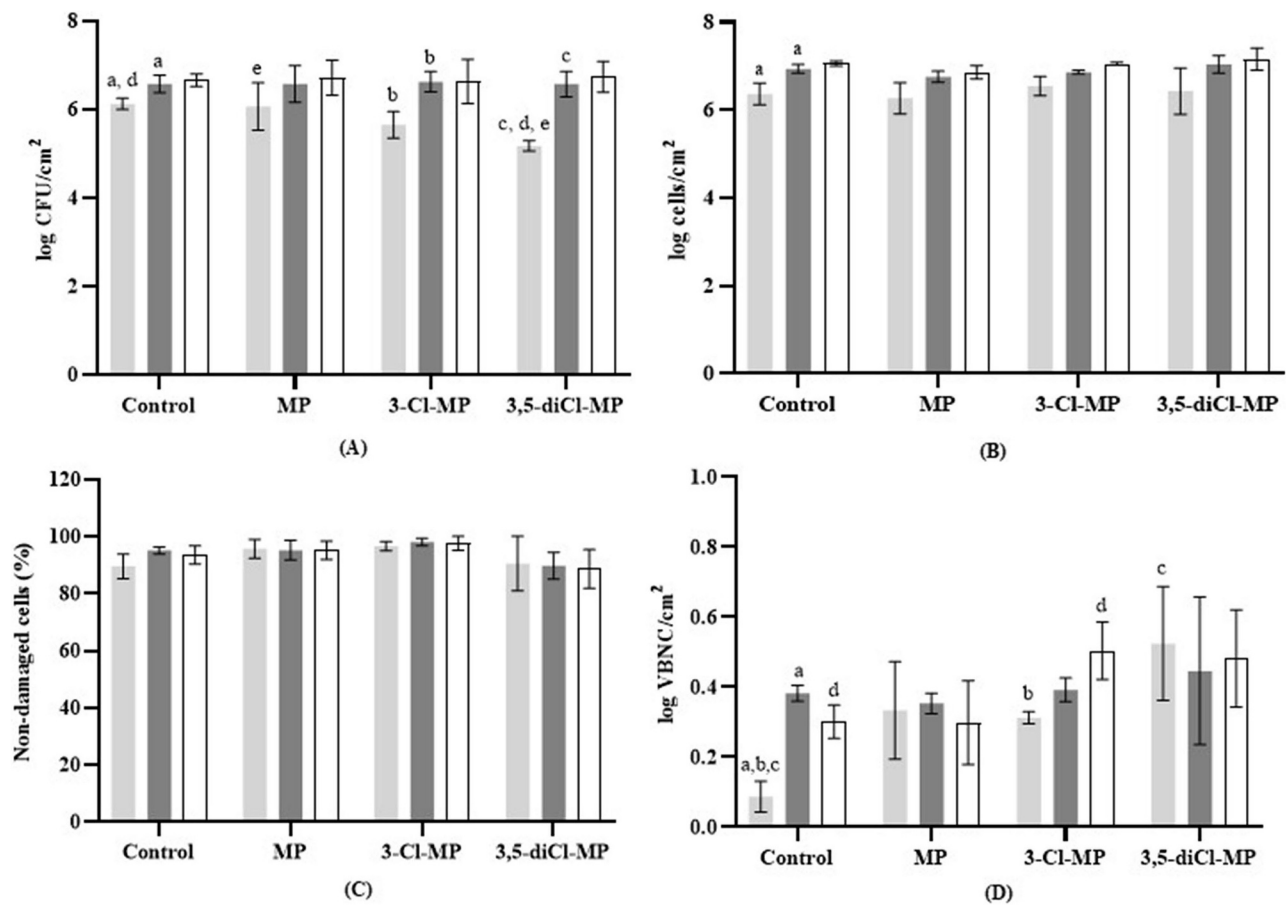 8
6
4
2
0
log CFU/cm²
a, d
a
e
b
b
c, d, e
c
Control
MP
3-Cl-MP
3,5-diCl-MP
(A)
8
6
4
2
0
log cells/cm²
a
a
Control
MP
3-Cl-MP
3,5-diCl-MP
(B)
120
100
80
60
40
20
0
Non-damaged cells (%)
Control
MP
3-Cl-MP
3,5-diCl-MP
(C)
1.0
0.8
0.6
0.4
0.2
0.0
log VBNC/cm²
a,b,c
a
d
b
d
c
Control
MP
3-Cl-MP
3,5-diCl-MP
(D)